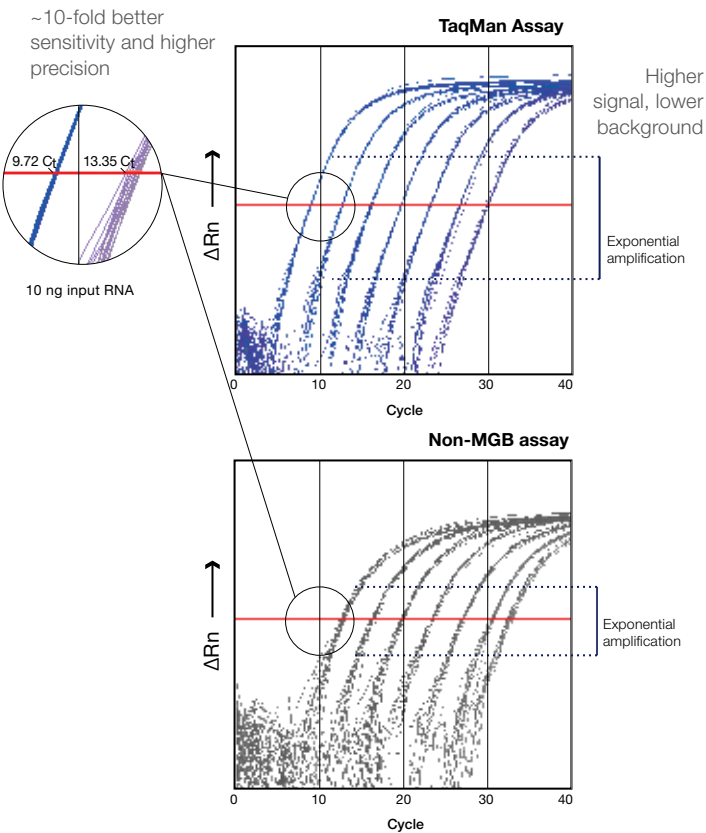 ~10-fold better
sensitivity and higher
precision
TaqMan Assay
Higher
signal, lower
background
9.72 Ct
13.35 Ct
10 ng input RNA
ΔRn
Exponential
amplification
0 10 20 30 40
Cycle
Non-MGB assay
ΔRn
Exponential
amplification
0 10 20 30 40
Cycle